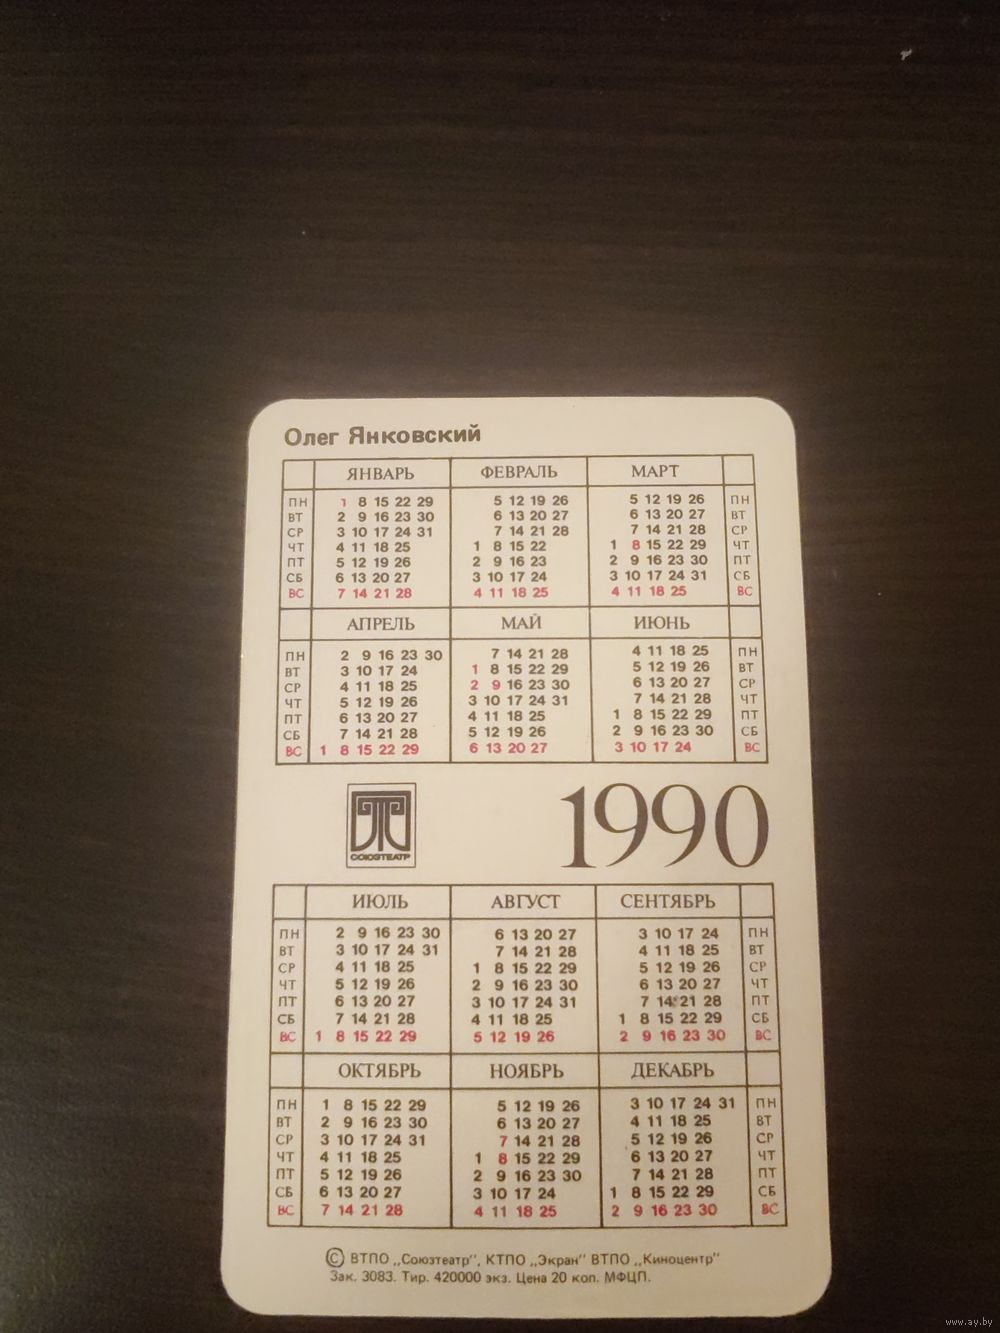 Олег Янковский
ЯНВАРЬ ФЕВРАЛЬ МАРТ
ПН 1 8 15 22 29 5 12 19 26 5 12 19 26 ПН
ВТ 2 9 16 23 30 6 13 20 27 6 13 20 27 ВТ
СР 3 10 17 24 31 7 14 21 28 7 14 21 28 СР
ЧТ 4 11 18 25 1 8 15 22 1 8 15 22 29 ЧТ
ПТ 5 12 19 26 2 9 16 23 2 9 16 23 30 ПТ
СБ 6 13 20 27 3 10 17 24 3 10 17 24 31 СБ
ВС 7 14 21 28 4 11 18 25 4 11 18 25 ВС
АПРЕЛЬ МАЙ ИЮНЬ
ПН 2 9 16 23 30 7 14 21 28 4 11 18 25 ПН
ВТ 3 10 17 24 1 8 15 22 29 5 12 19 26 ВТ
СР 4 11 18 25 2 9 16 23 30 6 13 20 27 СР
ЧТ 5 12 19 26 3 10 17 24 31 7 14 21 28 ЧТ
ПТ 6 13 20 27 4 11 18 25 1 8 15 22 29 ПТ
СБ 7 14 21 28 5 12 19 26 2 9 16 23 30 СБ
ВС 1 8 15 22 29 6 13 20 27 3 10 17 24 ВС
СОЮЗТЕАТР
1990
ИЮЛЬ АВГУСТ СЕНТЯБРЬ
ПН 2 9 16 23 30 6 13 20 27 3 10 17 24 ПН
ВТ 3 10 17 24 31 7 14 21 28 4 11 18 25 ВТ
СР 4 11 18 25 1 8 15 22 29 5 12 19 26 СР
ЧТ 5 12 19 26 2 9 16 23 30 6 13 20 27 ЧТ
ПТ 6 13 20 27 3 10 17 24 31 7 14 21 28 ПТ
СБ 7 14 21 28 4 11 18 25 1 8 15 22 29 СБ
ВС 1 8 15 22 29 5 12 19 26 2 9 16 23 30 ВС
ОКТЯБРЬ НОЯБРЬ ДЕКАБРЬ
ПН 1 8 15 22 29 5 12 19 26 3 10 17 24 31 ПН
ВТ 2 9 16 23 30 6 13 20 27 4 11 18 25 ВТ
СР 3 10 17 24 31 7 14 21 28 5 12 19 26 СР
ЧТ 4 11 18 25 1 8 15 22 29 6 13 20 27 ЧТ
ПТ 5 12 19 26 2 9 16 23 30 7 14 21 28 ПТ
СБ 6 13 20 27 3 10 17 24 1 8 15 22 29 СБ
ВС 7 14 21 28 4 11 18 25 2 9 16 23 30 ВС
© ВТПО „Союзтеатр", КТПО „Экран" ВТПО „Киноцентр"
Зак. 3083. Тир. 420000 экз. Цена 20 коп. МФЦП.
www.ay.by